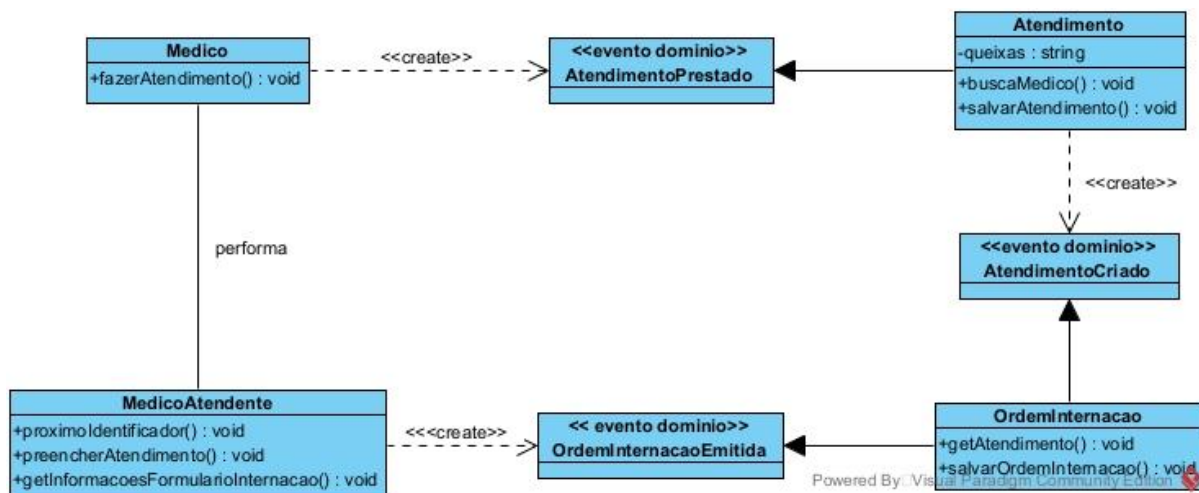 Medico
+fazerAtendimento() : void
<<create>>
<<evento dominio>>
AtendimentoPrestado
Atendimento
-queixas : string
+buscaMedico() : void
+salvarAtendimento() : void
<<create>>
performa
<<evento dominio>>
AtendimentoCriado
MedicoAtendente
+proximoIdentificador() : void
+preencherAtendimento() : void
+getInformacoesFormularioInternacao() : void
<<<create>>
<< evento dominio>>
OrdemInternacaoEmitida
OrdemInternacao
+getAtendimento() : void
+salvarOrdemInternacao() : void
Powered By Visual Paradigm Community Edition